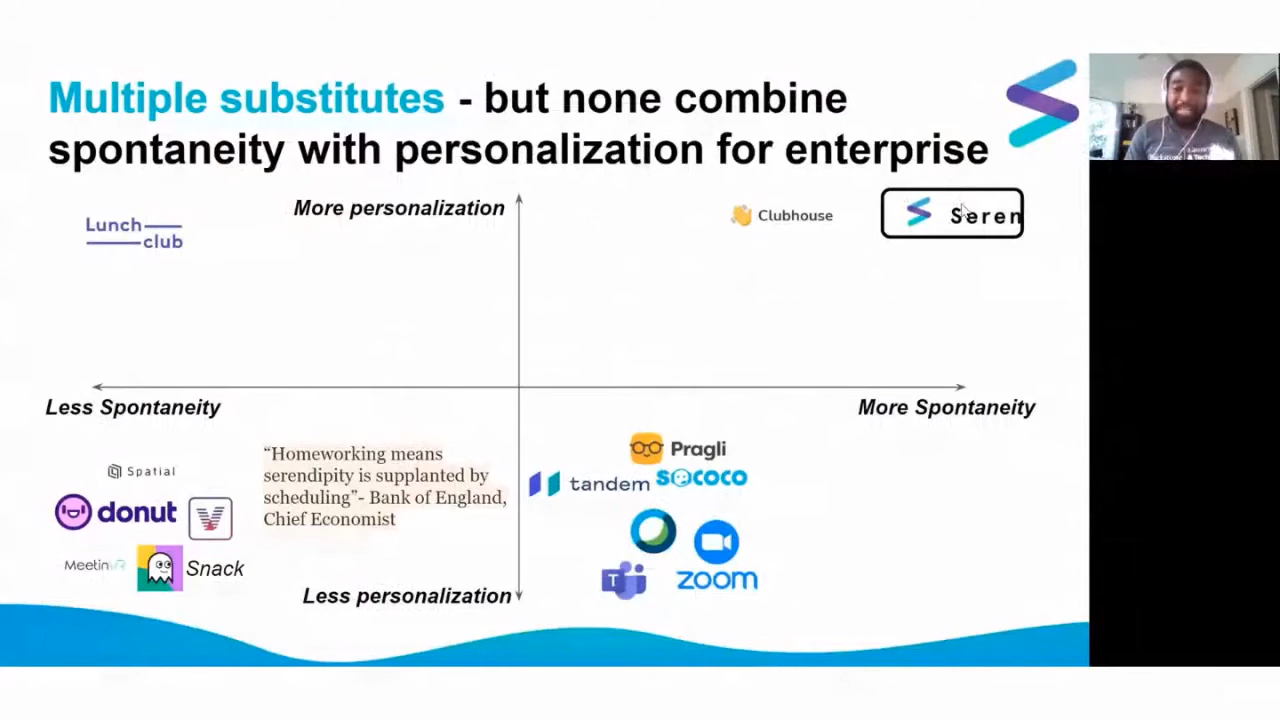 Multiple substitutes - but none combine
spontaneity with personalization for enterprise
More personalization
Lunch
club
Clubhouse
Seren
Less Spontaneity
More Spontaneity
"Homeworking means
serendipity is supplanted by
scheduling"- Bank of England,
Chief Economist
Spatial
donut
MeetinVR
Snack
Pragli
tandem
sococo
T
zoom
Less personalization